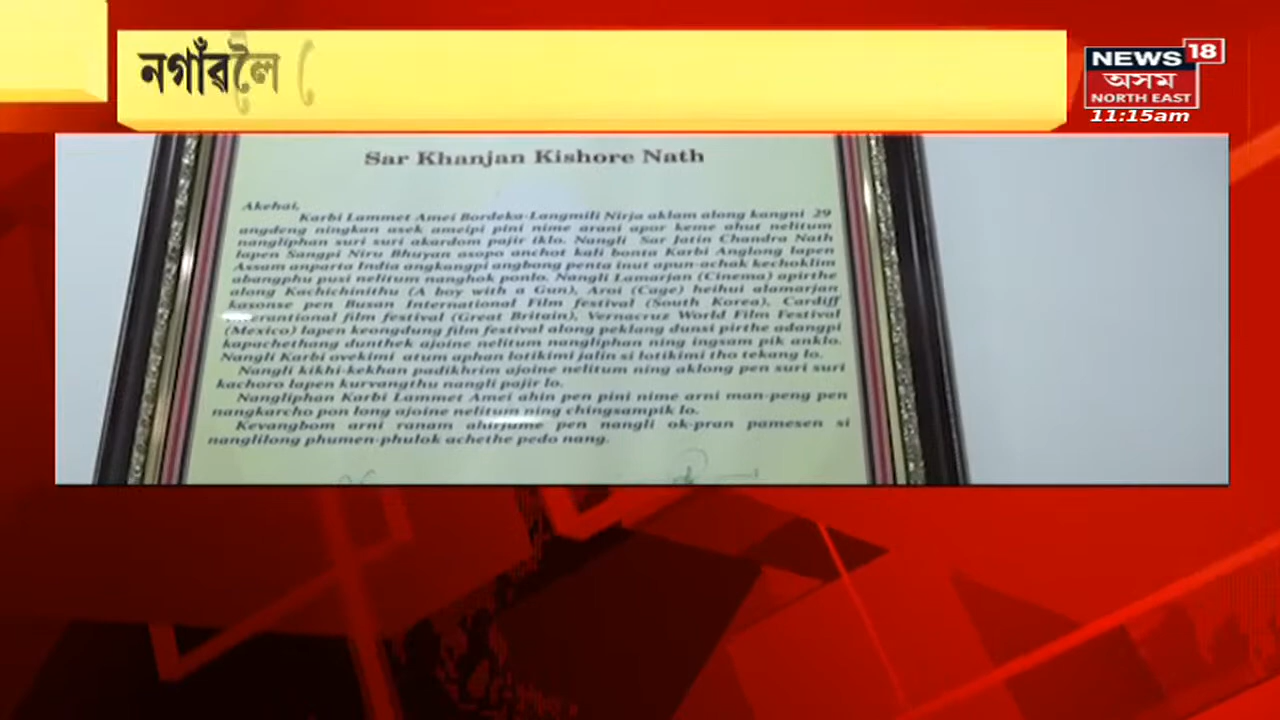 নগাঁৱলৈ
NEWS 18
অসম
NORTH EAST
11:15am
Sar Khanjan Kishore Nath
Akehai,
Karbi Lammet Amei Bordeka-Langmili Nirja aklam along kangni 29
angdeng ningkan asek ameipi pini nime arani apor keme ahut nelitum
nangliphan suri suri akardom pajir iklo. Nangli Sar Jatin Chandra Nath
lapen Sangpi Niru Bhuyan asopo anchot kali bonta Karbi Anglong lapen
Assam anparta India angkangpi angbong penta inut apun-achak kechoklim
abangphu pusi nelitum nanghok ponlo. Nangli Lamarjan (Cinema) apirthe
along Kachichinithu (A boy with a Gun), Aroi (Cage) heihui alamarjan
kasonse pen Busan International Film festival (South Korea), Cardiff
Interantional film festival (Great Britain), Vernacruz World Film Festival
(Mexico) lapen keongdung film festival along peklang dunsi pirthe adangpi
kapachethang dunthek ajoine nelitum nangliphan ning ingsam pik anklo.
Nangli Karbi ovekimi atum aphan lotikimi jalin si lotikimi tho tekang lo.
Nangli kikhi-kekhan padikhrim ajoine nelitum ning aklong pen suri suri
kachoro lapen kurvangthu nangli pajir lo.
Nangliphan Karbi Lammet Amei ahin pen pini nime arni man-peng pen
nangkarcho pon long ajoine nelitum ning chingsampik lo.
Kevangbom arni ranam ahirjume pen nangli ok-pran pamesen si
nanglilong phumen-phulok achethe pedo nang.